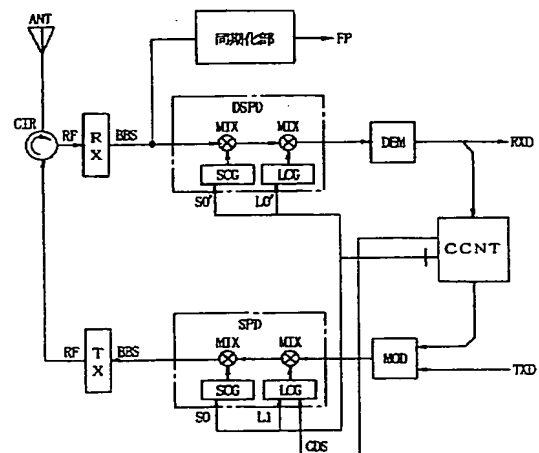 ANT
同期化部
FP
DSPD
CIR
RF
RX
BBS
MIX
MIX
DEM
RXD
SCG
LCG
S0'
L0'
CCNT
SPD
MIX
MIX
RF
TX
BBS
MOD
SCG
LCG
TXD
S0
L1
CDS